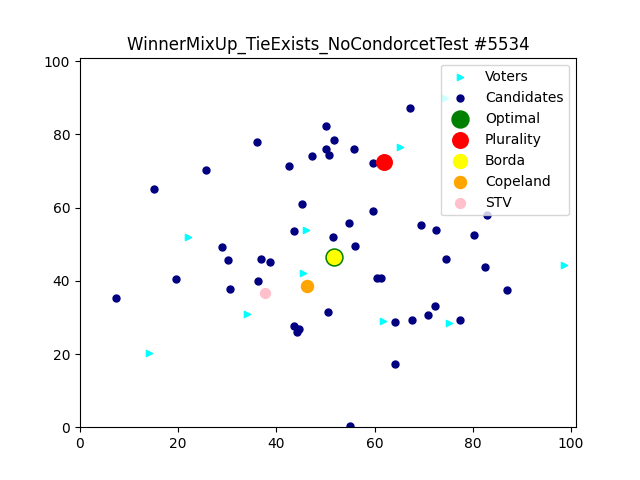 WinnerMixUp_TieExists_NoCondorcetTest #5534
100
80
60
40
20
0
0 20 40 60 80 100
Voters
Candidates
Optimal
Plurality
Borda
Copeland
STV